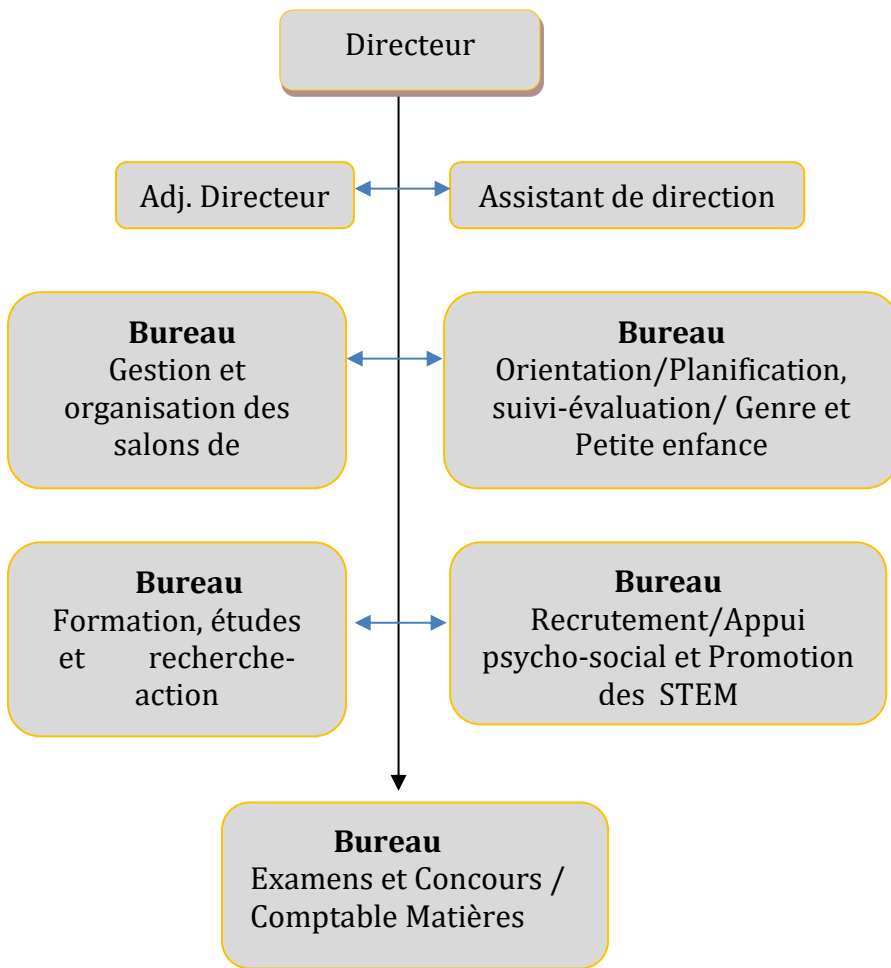 Directeur
Adj. Directeur
Assistant de direction
Bureau
Gestion et
organisation des
salons de
Bureau
Orientation/Planification,
suivi-évaluation/ Genre et
Petite enfance
Bureau
Formation, études
et recherche-
action
Bureau
Recrutement/Appui
psycho-social et Promotion
des STEM
Bureau
Examens et Concours /
Comptable Matières